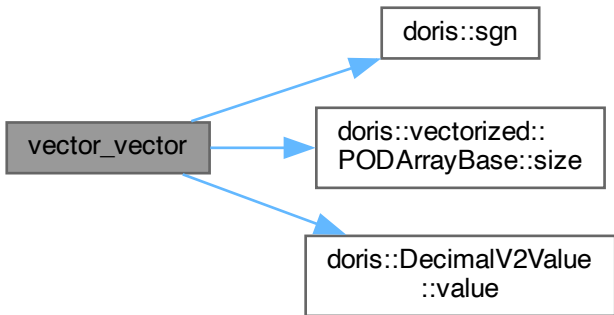 doris::sgn
vector_vector
doris::vectorized::
PODArrayBase::size
doris::DecimalV2Value
::value